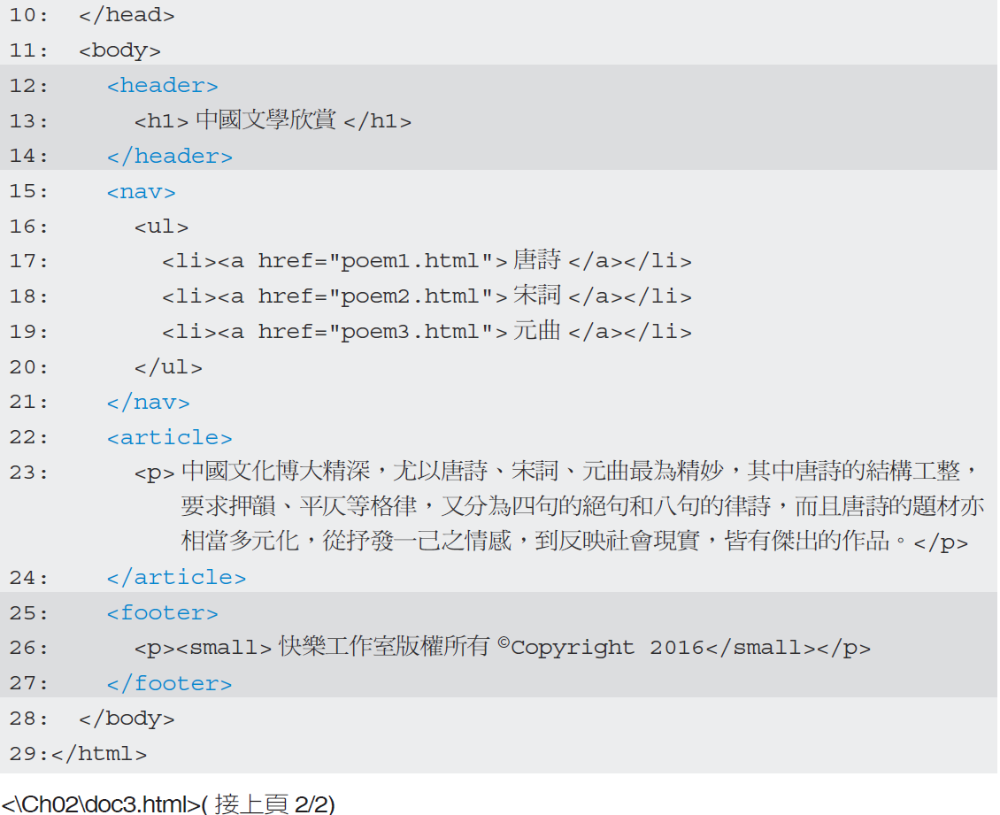 10:  </head>
11:  <body>
12:    <header>
13:      <h1>中國文學欣賞</h1>
14:    </header>
15:    <nav>
16:      <ul>
17:        <li><a href="poem1.html">唐詩</a></li>
18:        <li><a href="poem2.html">宋詞</a></li>
19:        <li><a href="poem3.html">元曲</a></li>
20:      </ul>
21:    </nav>
22:    <article>
23:      <p>中國文化博大精深，尤以唐詩、宋詞、元曲最為精妙，其中唐詩的結構工整，
要求押韻、平仄等格律，又分為四句的絕句和八句的律詩，而且唐詩的題材亦
相當多元化，從抒發一己之情感，到反映社會現實，皆有傑出的作品。</p>
24:    </article>
25:    <footer>
26:      <p><small>快樂工作室版權所有 ©Copyright 2016</small></p>
27:    </footer>
28:  </body>
29:</html>
<\Ch02\doc3.html>( 接上頁 2/2)